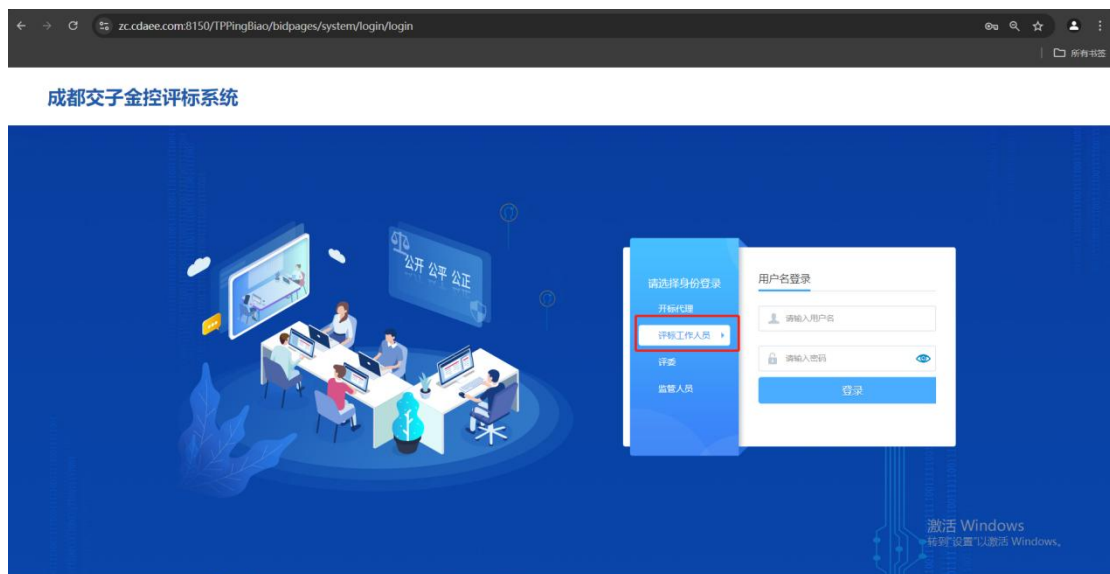 zc.cdaee.com:8150/TPPingBiao/bidpages/system/login/login
所有书签
成都交子金控评标系统
公开 公平 公正
请选择身份登录
开标代理
评标工作人员
评委
监管人员
用户名登录
请输入用户名
请输入密码
登录
激活 Windows
转到"设置"以激活 Windows。